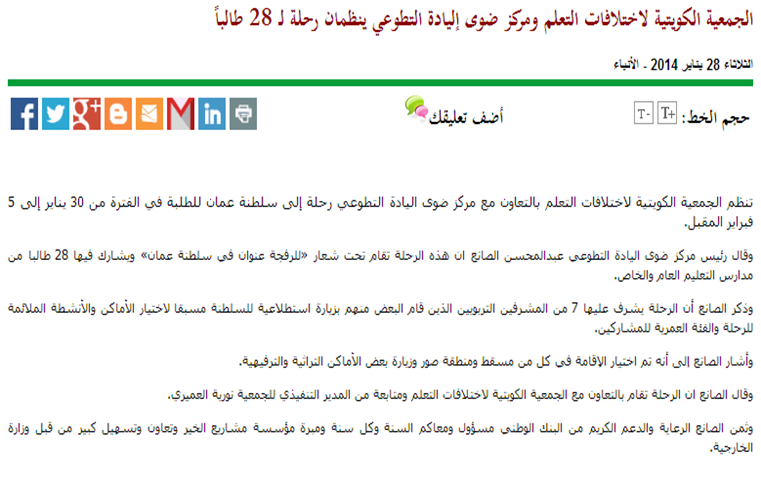 الجمعية الكويتية لاختلافات التعلم ومركز ضوى إليادة التطوعي ينظمان رحلة لـ 28 طالباً
الثلاثاء 28 يناير 2014 - الأنباء
حجم الخط: T+ T-
أضف تعليقك
تنظم الجمعية الكويتية لاختلافات التعلم بالتعاون مع مركز ضوى اليادة التطوعي رحلة إلى سلطنة عمان للطلبة في الفترة من 30 يناير إلى 5
فبراير المقبل.
وقال رئيس مركز ضوى اليادة التطوعي عبدالمحسن الصانع ان هذه الرحلة تقام تحت شعار «للرفجة عنوان في سلطنة عمان» ويشارك فيها 28 طالبا من
مدارس التعليم العام والخاص.
وذكر الصانع أن الرحلة يشرف عليها 7 من المشرفين التربويين الذين قام البعض منهم بزيارة استطلاعية للسلطنة مسبقا لاختيار الأماكن والأنشطة الملائمة
للرحلة والفئة العمرية للمشاركين.
وأشار الصانع إلى أنه تم اختيار الإقامة في كل من مسقط ومنطقة صور وزيارة بعض الأماكن التراثية والترفيهية.
وقال الصانع ان الرحلة تقام بالتعاون مع الجمعية الكويتية لاختلافات التعلم ومتابعة من المدير التنفيذي للجمعية نورية العميري.
وثمن الصانع الرعاية والدعم الكريم من البنك الوطني مسؤول ومعاكم السنة وكل سنة ومبرة مؤسسة مشاريع الخير وتعاون وتسهيل كبير من قبل وزارة
الخارجية.